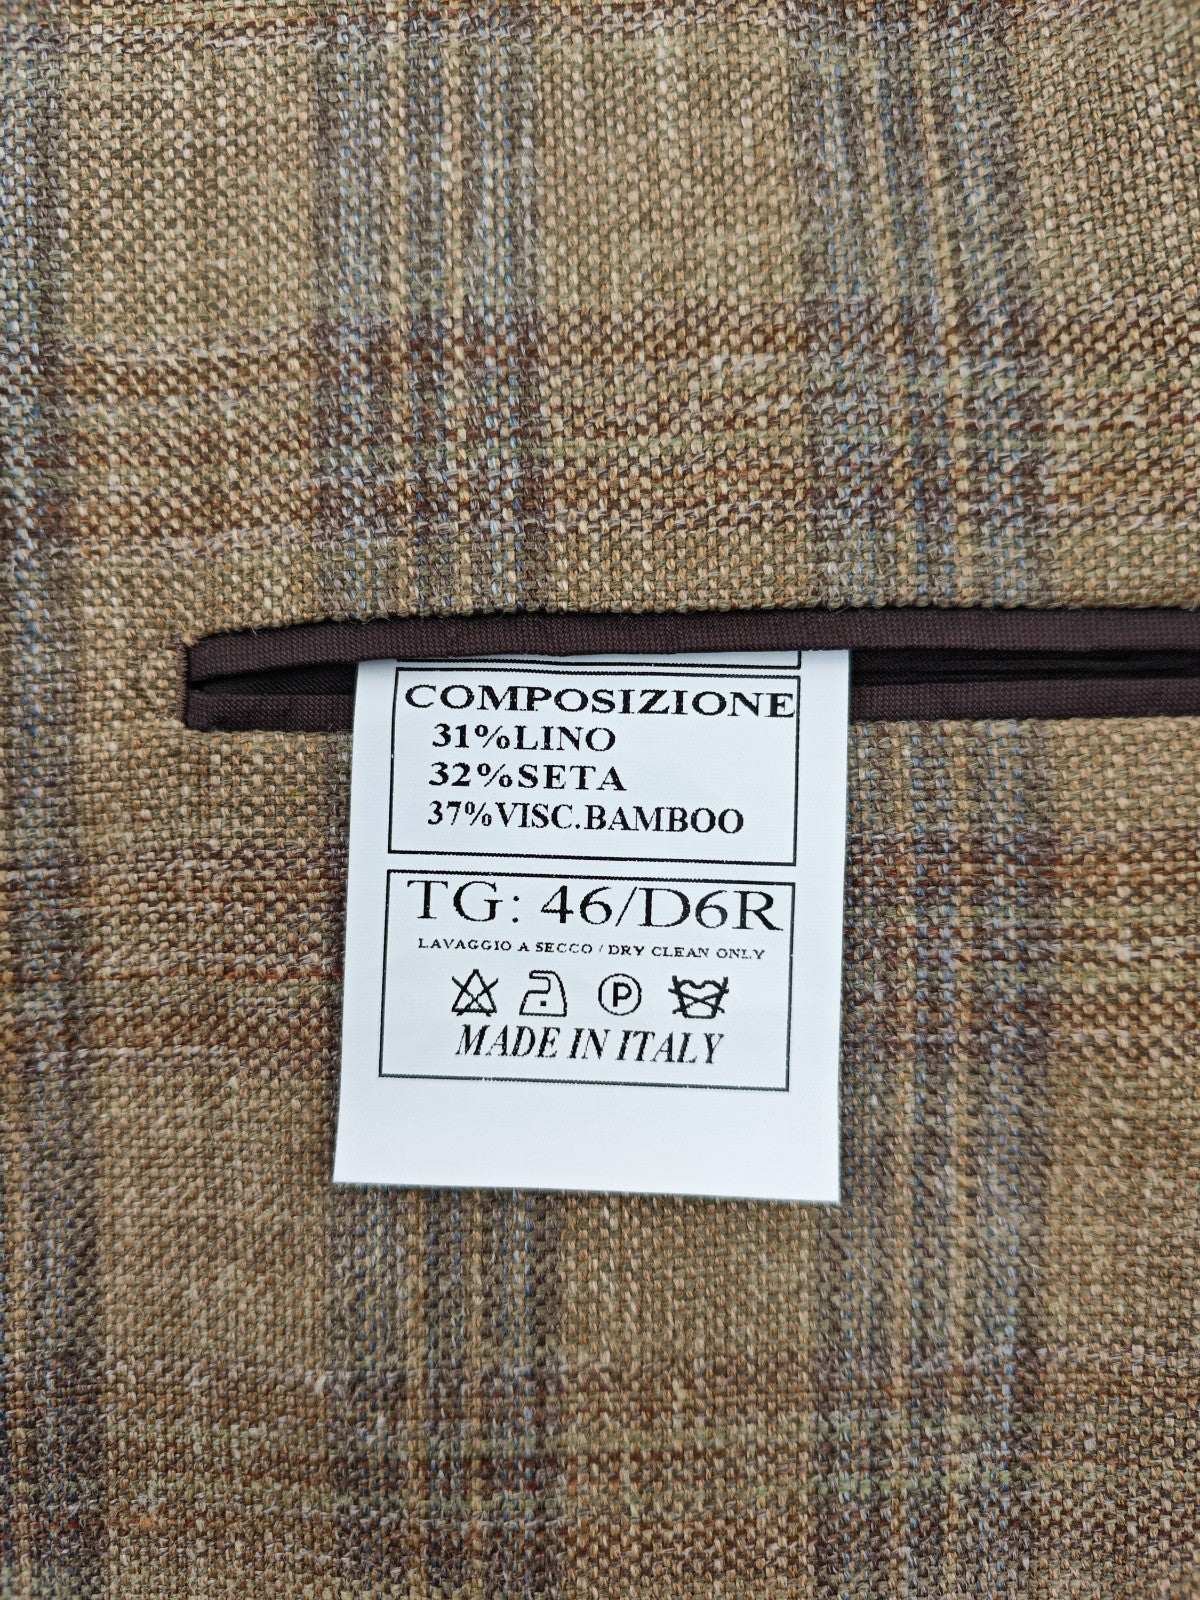 COMPOSIZIONE
31%LINO
32%SETA
37%VISC.BAMBOO
TG: 46/D6R
LAVAGGIO A SECCO / DRY CLEAN ONLY
P
MADE IN ITALY